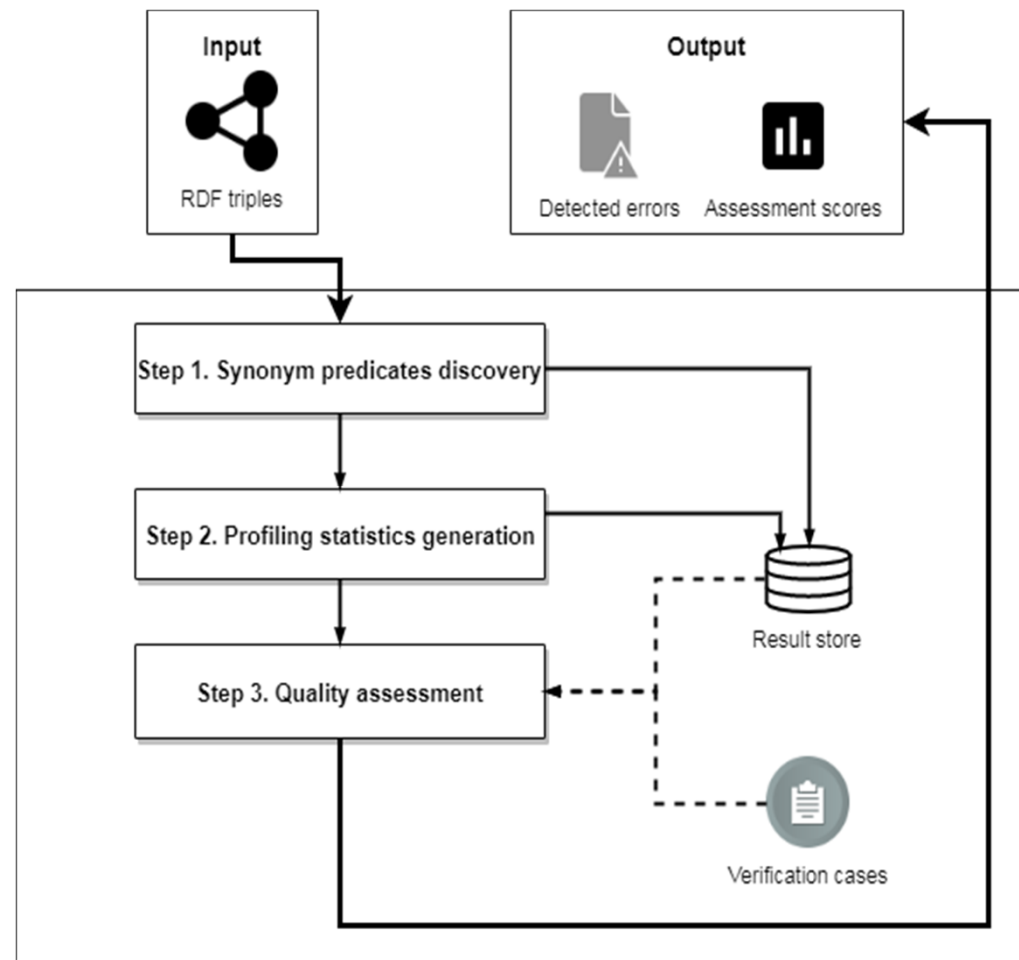 Input
RDF triples
Output
Detected errors
Assessment scores
Step 1. Synonym predicates discovery
Step 2. Profiling statistics generation
Result store
Step 3. Quality assessment
Verification cases